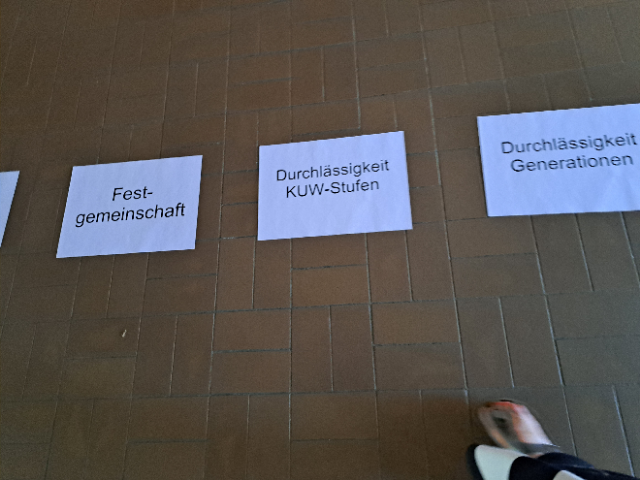 Fest-
gemeinschaft
Durchlässigkeit
KUW-Stufen
Durchlässigkeit
Generationen